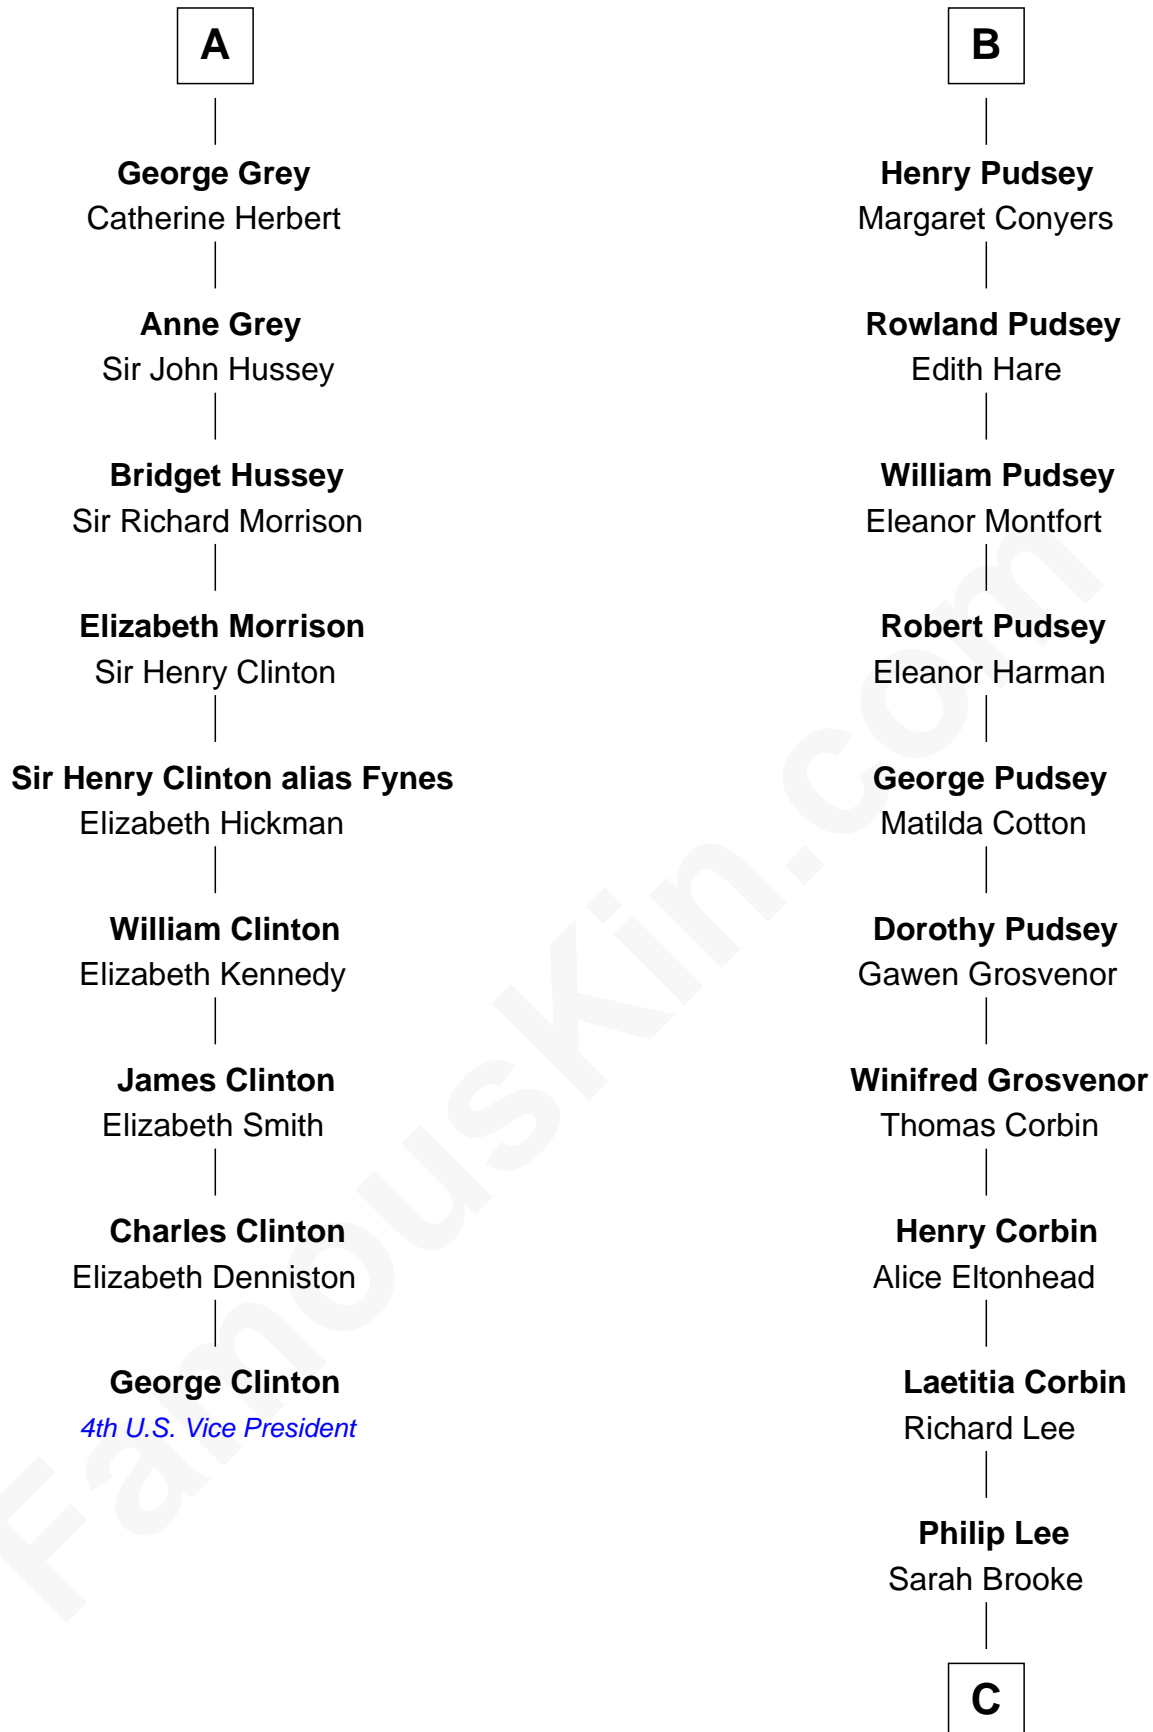 A
George Grey
Catherine Herbert
Anne Grey
Sir John Hussey
Bridget Hussey
Sir Richard Morrison
Elizabeth Morrison
Sir Henry Clinton
Sir Henry Clinton alias Fynes
Elizabeth Hickman
William Clinton
Elizabeth Kennedy
James Clinton
Elizabeth Smith
Charles Clinton
Elizabeth Denniston
George Clinton
4th U.S. Vice President
B
Henry Pudsey
Margaret Conyers
Rowland Pudsey
Edith Hare
William Pudsey
Eleanor Montfort
Robert Pudsey
Eleanor Harman
George Pudsey
Matilda Cotton
Dorothy Pudsey
Gawen Grosvenor
Winifred Grosvenor
Thomas Corbin
Henry Corbin
Alice Eltonhead
Laetitia Corbin
Richard Lee
Philip Lee
Sarah Brooke
C
FamousKin.com